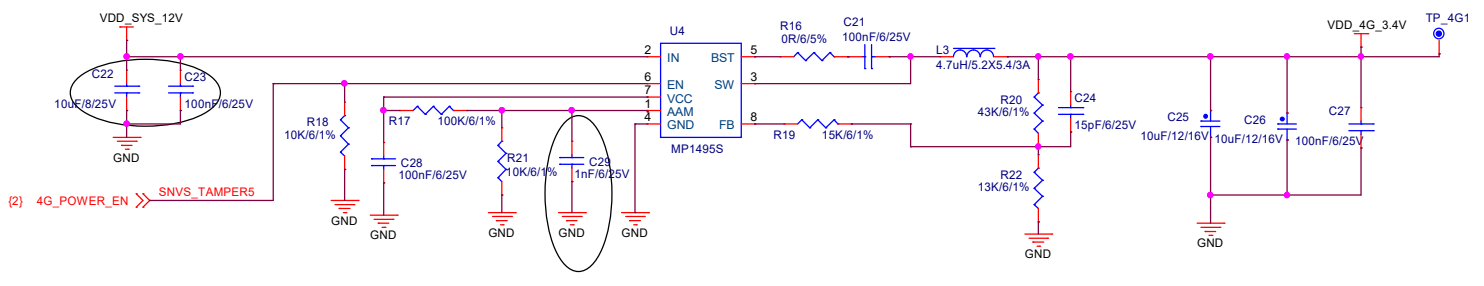 VDD_SYS_12V
C22
10uF/8/25V
C23
100nF/6/25V
GND
{2} 4G_POWER_EN
SNVS_TAMPER5
R18
10K/6/1%
GND
R17
100K/6/1%
C28
100nF/6/25V
GND
R21
10K/6/1%
GND
C29
1nF/6/25V
GND
GND
U4
2 IN
6 EN
7 VCC
1 AAM
4 GND
BST 5
SW 3
FB 8
MP1495S
R16
0R/6/5%
C21
100nF/6/25V
L3
4.7uH/5.2X5.4/3A
R19 15K/6/1%
R20
43K/6/1%
C24
15pF/6/25V
R22
13K/6/1%
GND
C25
10uF/12/16V
C26
10uF/12/16V
C27
100nF/6/25V
GND
VDD_4G_3.4V
TP_4G1